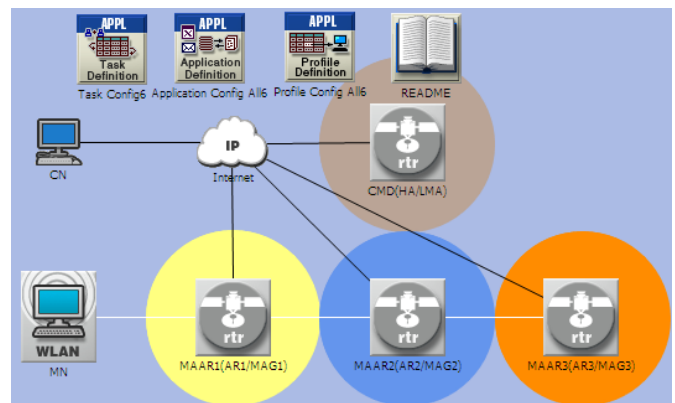 APPL
APPL
APPL
Task
Definition
Application
Definition
Profile
Definition
Task Config6
Application Config All6
Profile Config All6
README
IP
rtr
CN
Internet
CMD(HA/LMA)
WLAN
rtr
rtr
rtr
MN
MAAR1(AR1/MAG1)
MAAR2(AR2/MAG2)
MAAR3(AR3/MAG3)